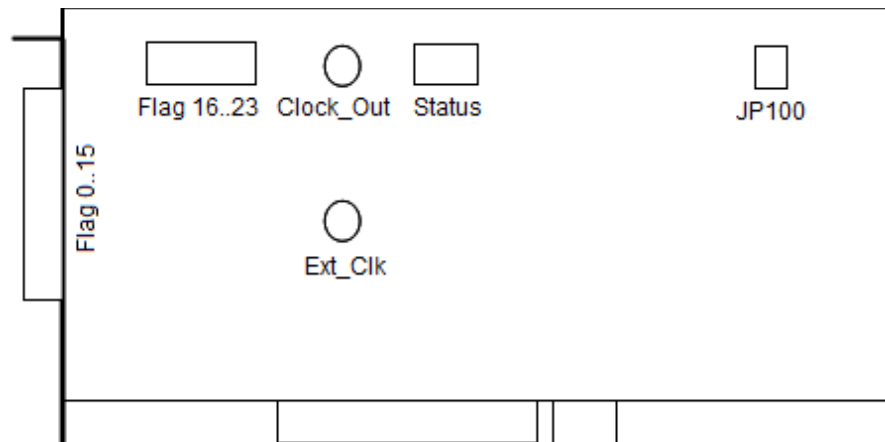 Flag 16..23
Clock_Out
Status
JP100
Flag 0..15
Ext_Clk